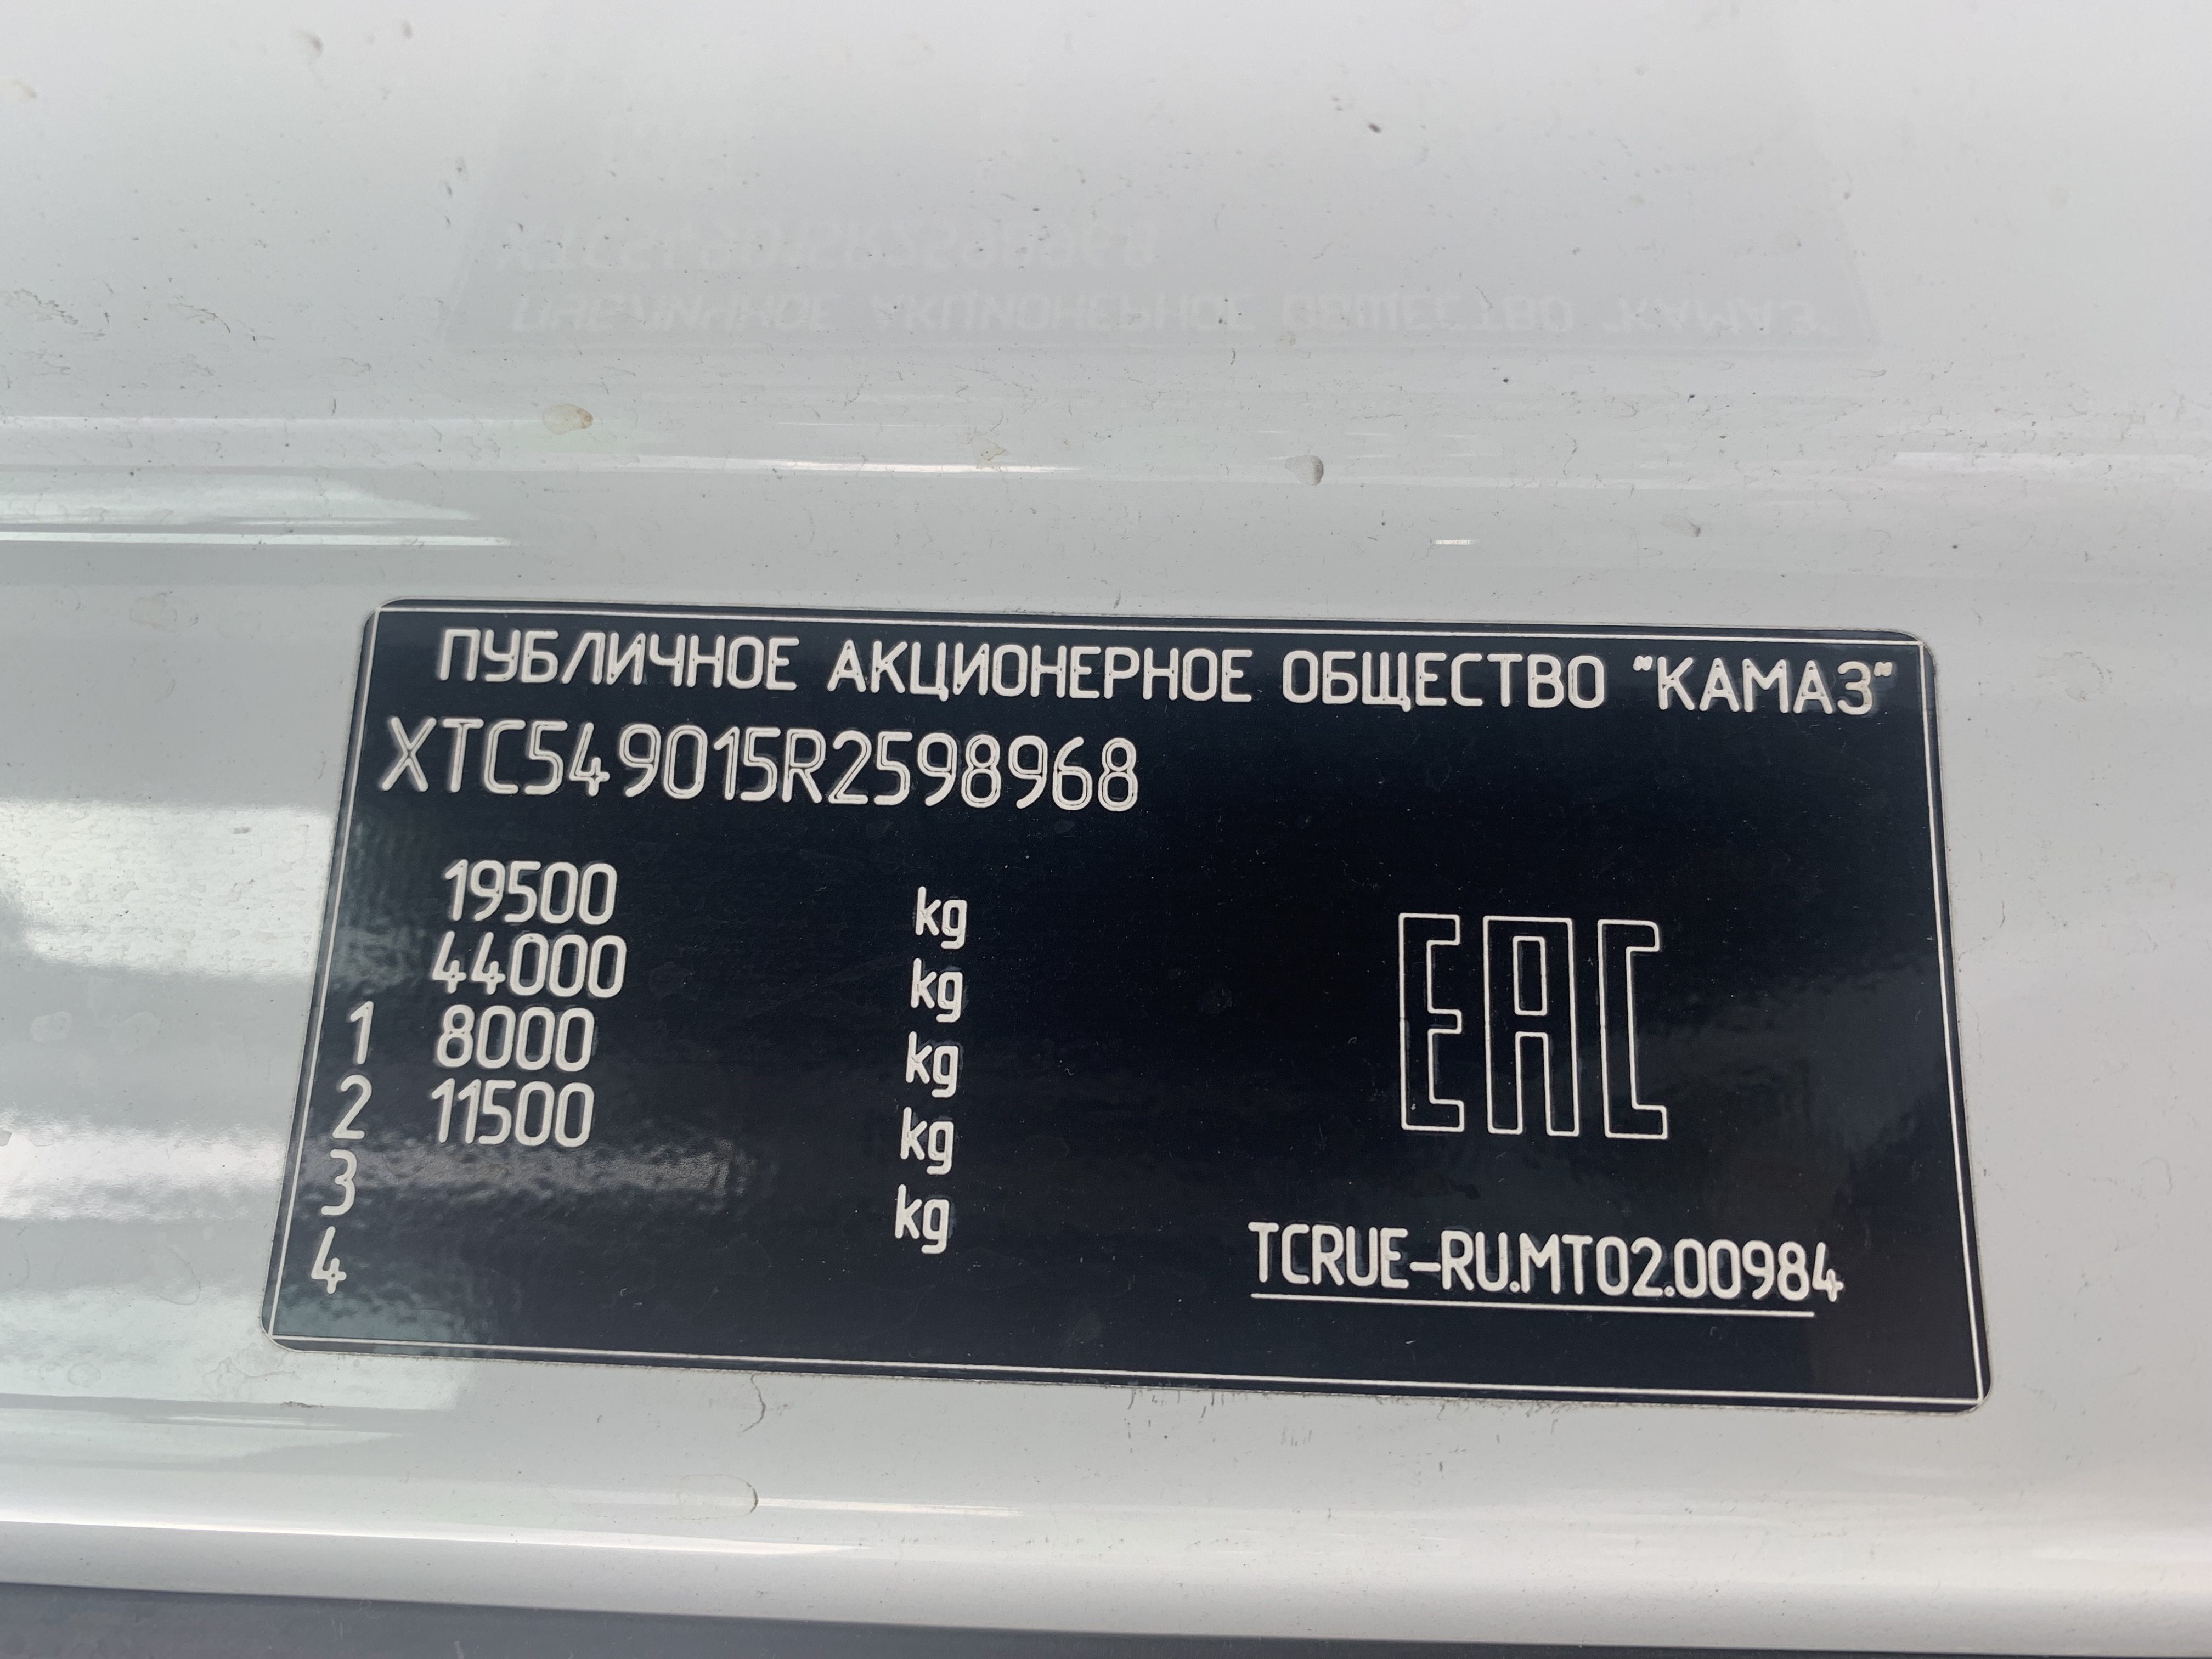 ПУБЛИЧНОЕ АКЦИОНЕРНОЕ ОБЩЕСТВО "КАМАЗ"
XTC549015R2598968
19500 kg
44000 kg
1 8000 kg
2 11500 kg
3 kg
4
EAC
TCRUE-RU.MT02.00984